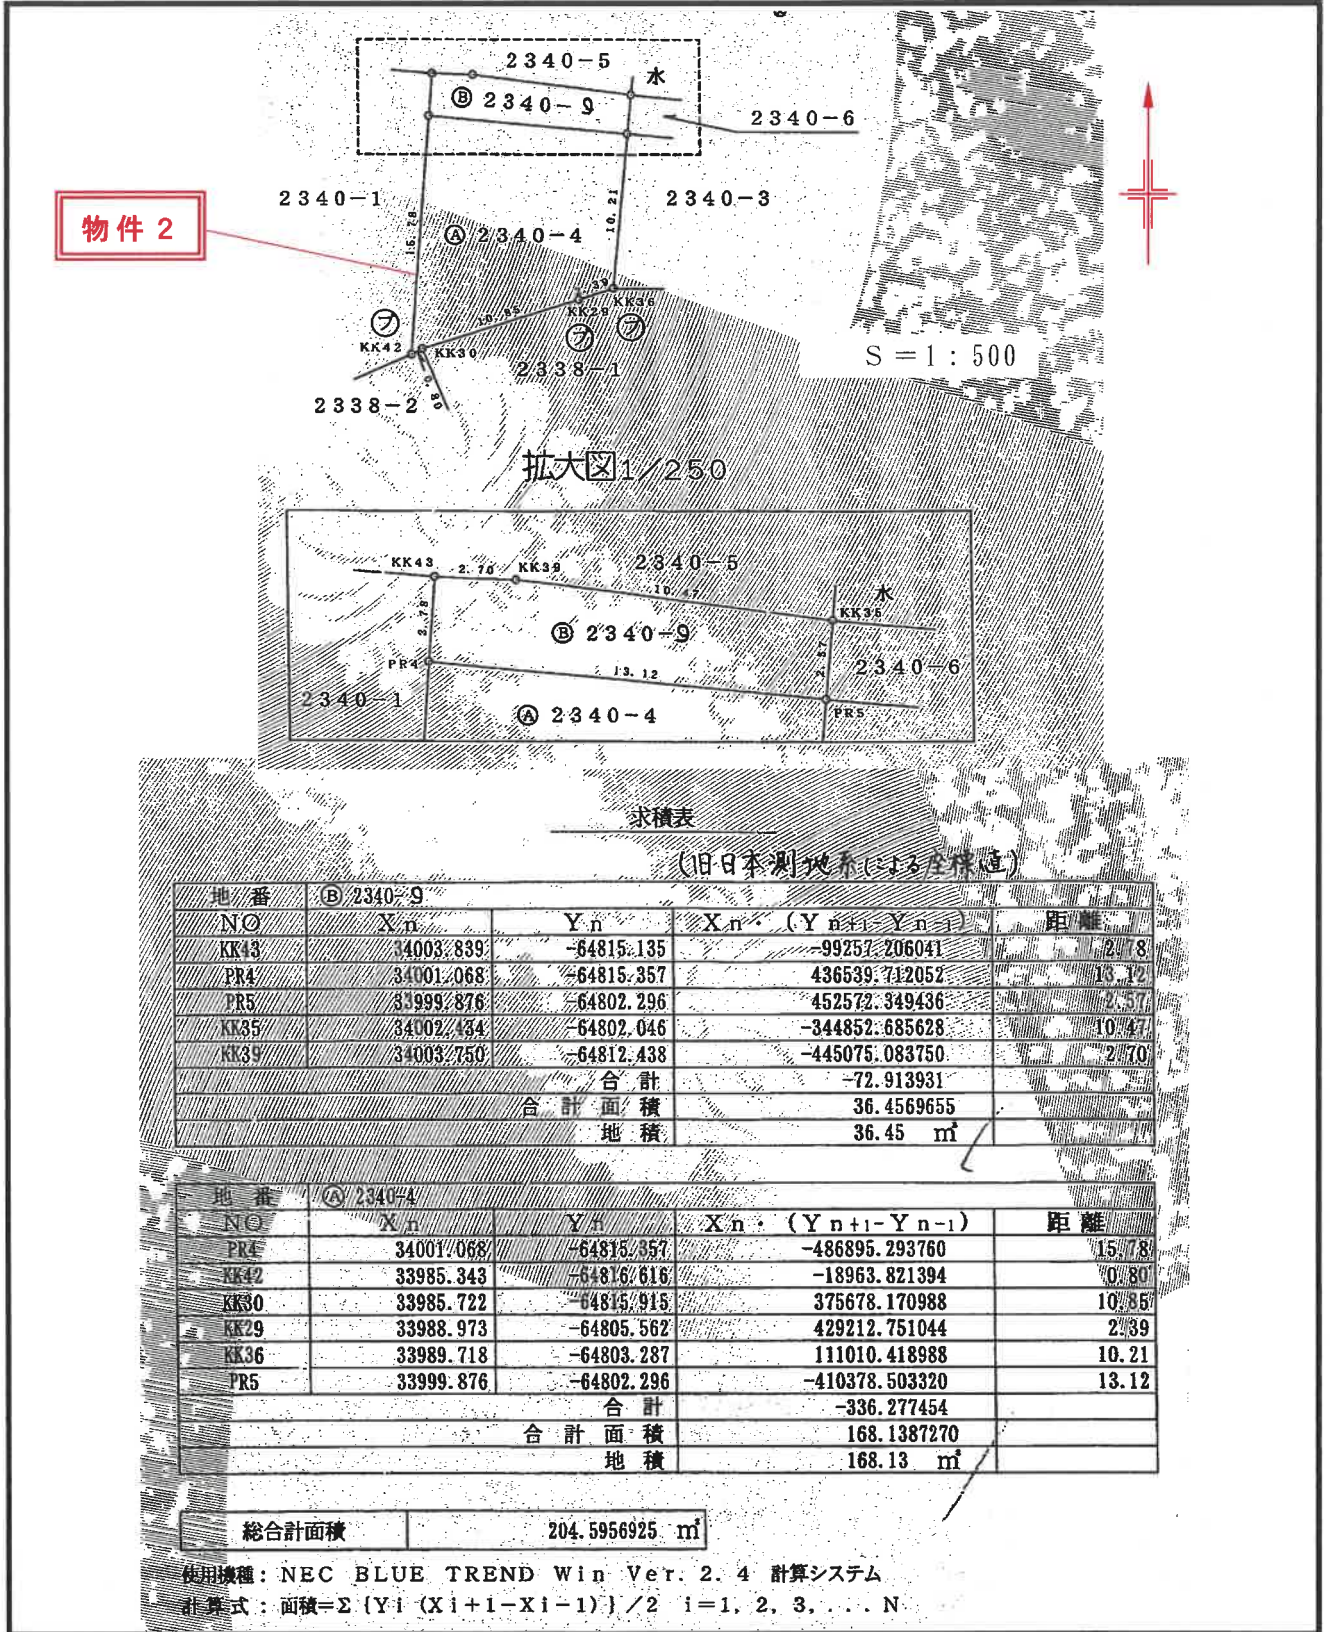 2340-5
水
Ⓑ 2340-9
2340-6
2340-1
2340-3
物件 2
15.78
10.21
Ⓐ 2340-4
2.39
KK36
KK29
10.85
㋫
㋫
㋫
KK42
KK30
0.80
2338-1
2338-2
S=1:500
拡大図1/250
KK43
2.70
KK39
2340-5
10.47
水
KK35
2.78
Ⓑ 2340-9
2.57
2340-6
PR4
13.12
2340-1
Ⓐ 2340-4
PR5
求積表
(旧日本測地系による座標値)
地番 Ⓑ 2340-9
NO Xn Yn Xn・(Yn+1-Yn-1) 距離
KK43 34003.839 -64815.135 -99257.206041 2.78
PR4 34001.068 -64815.357 436539.712052 13.12
PR5 33999.876 -64802.296 452572.349436 2.57
KK35 34002.434 -64802.046 -344852.685628 10.47
KK39 34003.750 -64812.438 -445075.083750 2.70
合計 -72.913931
合計面積 36.4569655
地積 36.45 ㎡
地番 Ⓐ 2340-4
NO Xn Yn Xn・(Yn+1-Yn-1) 距離
PR4 34001.068 -64815.357 -486895.293760 15.78
KK42 33985.343 -64816.616 -18963.821394 0.80
KK30 33985.722 -64815.915 375678.170988 10.85
KK29 33988.973 -64805.562 429212.751044 2.39
KK36 33989.718 -64803.287 111010.418988 10.21
PR5 33999.876 -64802.296 -410378.503320 13.12
合計 -336.277454
合計面積 168.1387270
地積 168.13 ㎡
総合計面積 204.5956925 ㎡
使用機種：NEC BLUE TREND Win Ver. 2. 4 計算システム
計算式：面積=Σ{Yi(Xi+1-Xi-1)}/2 i=1, 2, 3, . . . N